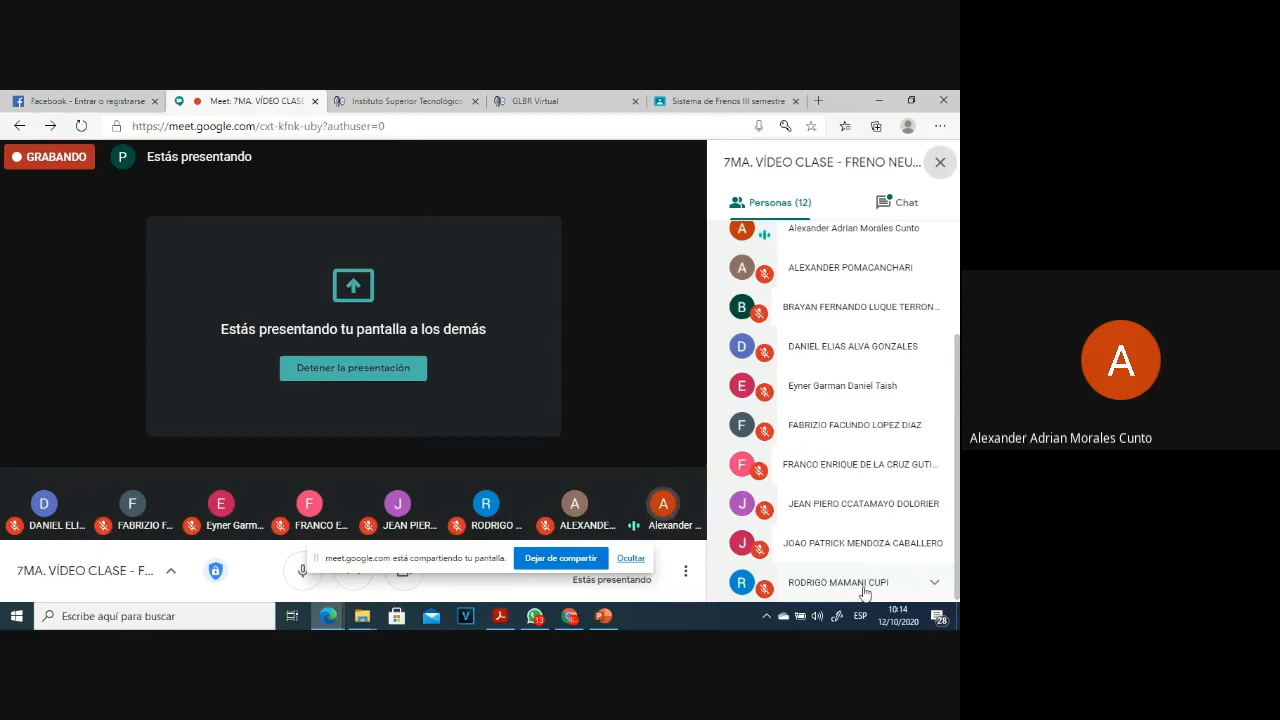 Facebook - Entrar o registrarse
Meet: 7MA. VÍDEO CLASE
Instituto Superior Tecnológico
GLBR Virtual
Sistema de Frenos III semestre
https://meet.google.com/cxt-kfnk-uby?authuser=0
GRABANDO
P
Estás presentando
7MA. VÍDEO CLASE - FRENO NEU...
Personas (12)
Chat
Estás presentando tu pantalla a los demás
Detener la presentación
A Alexander Adrian Morales Cunto
A ALEXANDER POMACANCHARI
B BRAYAN FERNANDO LUQUE TERRON...
D DANIEL ELIAS ALVA GONZALES
E Eyner Garman Daniel Taish
F FABRIZIO FACUNDO LOPEZ DIAZ
F FRANCO ENRIQUE DE LA CRUZ GUTI...
J JEAN PIERO CCATAMAYO DOLORIER
J JOAO PATRICK MENDOZA CABALLERO
R RODRIGO MAMANI CUPI
D F E F J R A A
DANIEL ELI... FABRIZIO F... Eyner Garm... FRANCO E... JEAN PIER... RODRIGO ... ALEXANDE... Alexander ...
meet.google.com está compartiendo tu pantalla.
Dejar de compartir
Ocultar
7MA. VÍDEO CLASE - F...
Estás presentando
Escribe aquí para buscar
V
13
P
ESP
10:14
12/10/2020
28
A
Alexander Adrian Morales Cunto